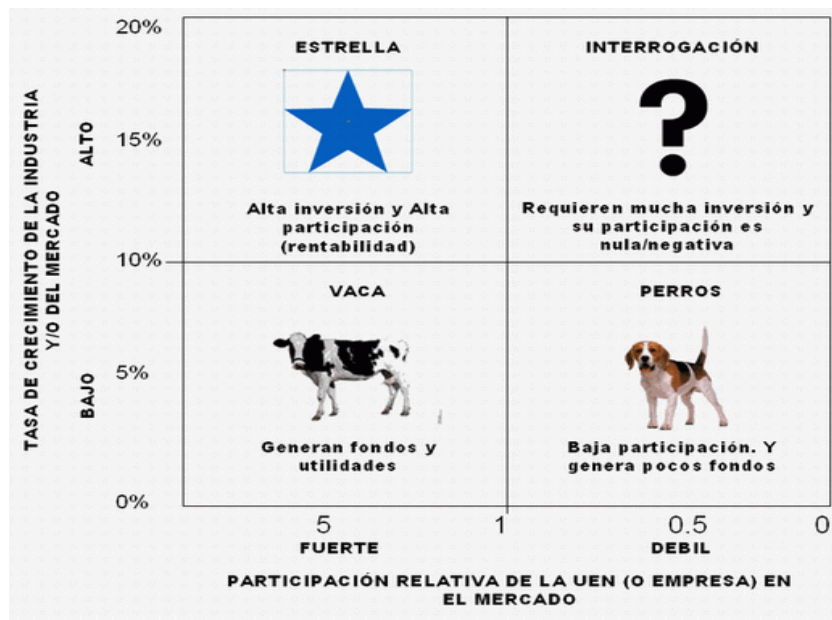 TASA DE CRECIMIENTO DE LA INDUSTRIA
Y/O DEL MERCADO
ALTO
BAJO
20%
15%
10%
5%
0%
ESTRELLA
Alta inversión y Alta
participación
(rentabilidad)
INTERROGACIÓN
?
Requieren mucha inversión y
su participación es
nula/negativa
VACA
Generan fondos y
utilidades
PERROS
Baja participación. Y
genera pocos fondos
5
1
0.5
0
FUERTE
DEBIL
PARTICIPACIÓN RELATIVA DE LA UEN (O EMPRESA) EN
EL MERCADO